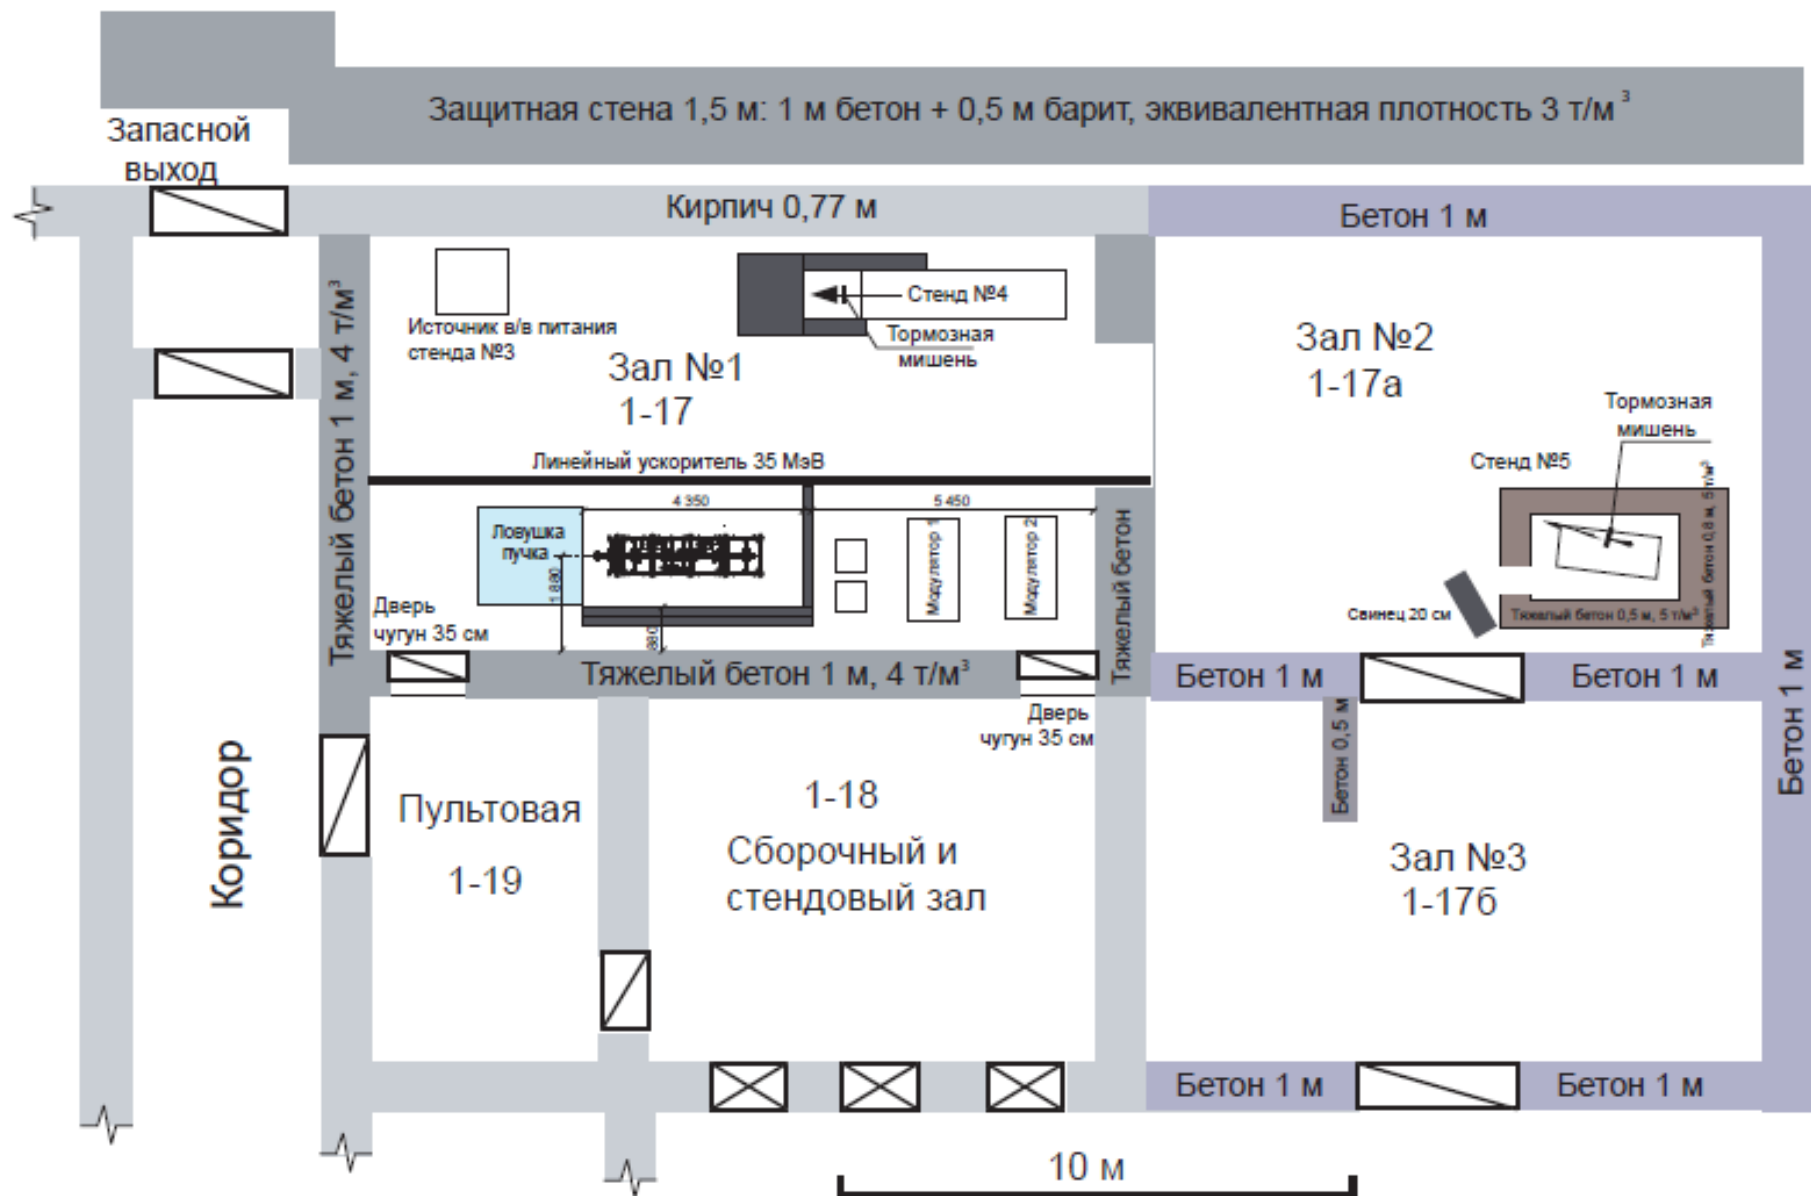 Защитная стена 1,5 м: 1 м бетон + 0,5 м барит, эквивалентная плотность 3 т/м³
Запасной
выход
Кирпич 0,77 м
Бетон 1 м
Тяжелый бетон 1 м, 4 т/м³
Источник в/в питания
стенда №3
Стенд №4
Тормозная
мишень
Зал №1
1-17
Зал №2
1-17а
Тормозная
мишень
Стенд №5
Линейный ускоритель 35 МэВ
4 350
5 450
Ловушка
пучка
1 880
880
Модулятор 1
Модулятор 2
Тяжелый бетон
Свинец 20 см
Тяжелый бетон 0,5 м, 5 т/м³
Тяжелый бетон 0,8 м, 5 т/м³
Дверь
чугун 35 см
Тяжелый бетон 1 м, 4 т/м³
Бетон 1 м
Бетон 1 м
Бетон 1 м
Дверь
чугун 35 см
Бетон 0,5 м
Коридор
Пультовая
1-19
1-18
Сборочный и
стендовый зал
Зал №3
1-17б
Бетон 1 м
Бетон 1 м
10 м